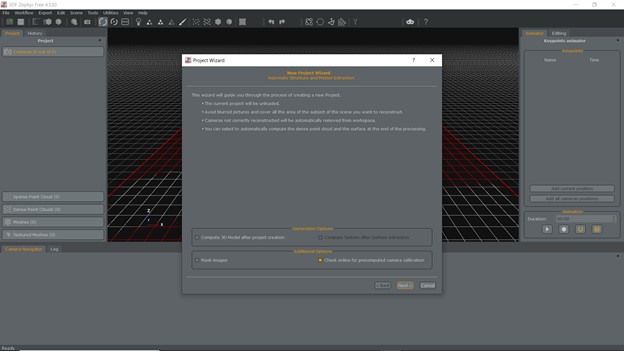 3DF Zephyr Free 4.530
File Workflow Export Edit Scene Tools Utilities View Help
Project History
Project
Cameras (0 out of 0)
Sparse Point Cloud (0)
Dense Point Clouds (0)
Meshes (0)
Textured Meshes (0)
Project Wizard
New Project Wizard
Automatic Structure and Motion Extraction
This wizard will guide you through the process of creating a new Project.
• The current project will be unloaded.
• Avoid blurred pictures and cover all the area of the subject of the scene you want to reconstruct.
• Cameras not correctly reconstructed will be automatically removed from workspace.
• You can select to automatically compute the dense point cloud and the surface at the end of the processing.
Generation Options
Compute 3D Model after project creation
Additional Options
Mask Images
Check online for precomputed camera calibration
Next >
Cancel
Animator Editing
Keypoints animator
Keypoints
Name Time
Add current position
Add all cameras positions
Animation
Duration: 00:00
Camera Navigator Log
Ready